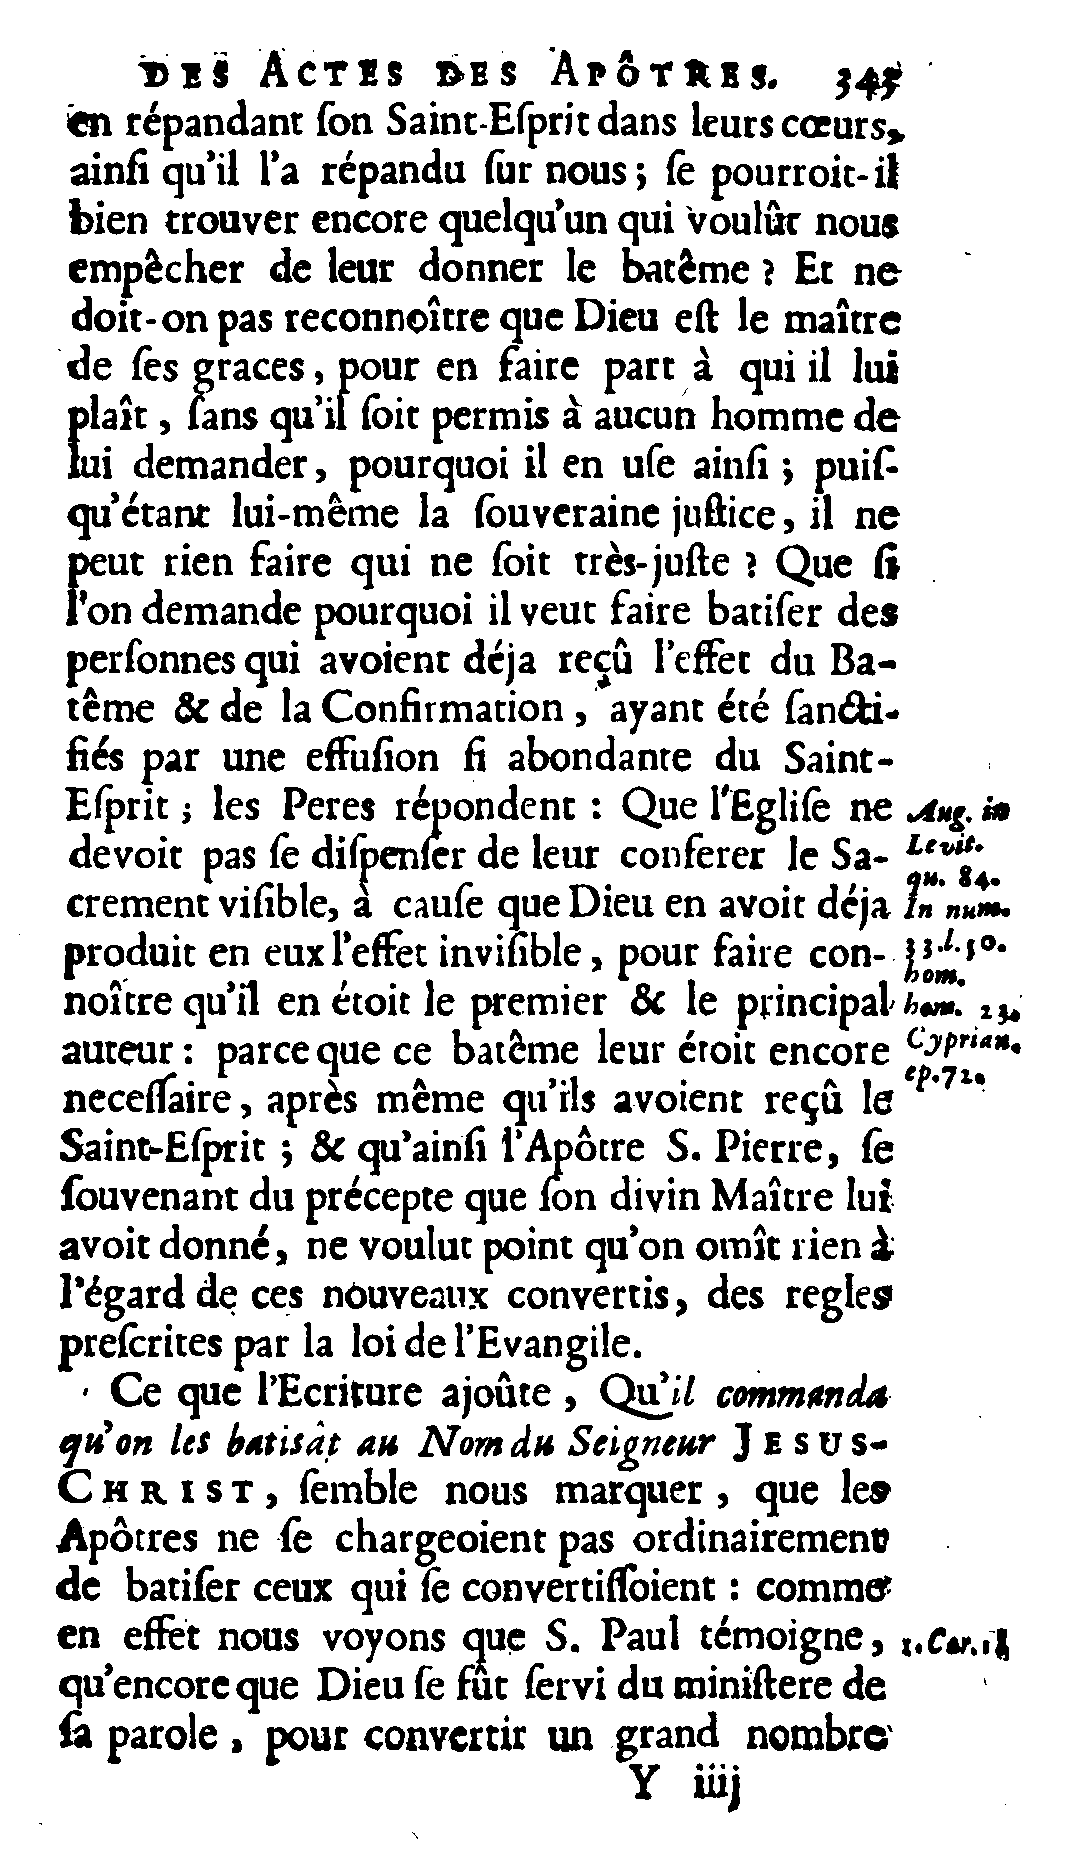 DES ACTES DES APÔTRES. 345
en répandant ſon Saint-Eſprit dans leurs cœurs,
ainſi qu'il l'a répandu ſur nous ; ſe pourroit-il
bien trouver encore quelqu'un qui voulût nous
empêcher de leur donner le batême ? Et ne
doit-on pas reconnoître que Dieu eſt le maître
de ſes graces, pour en faire part à qui il lui
plaît, ſans qu'il ſoit permis à aucun homme de
lui demander, pourquoi il en uſe ainſi ; puiſ-
qu'étant lui-même la ſouveraine juſtice, il ne
peut rien faire qui ne ſoit très-juſte ? Que ſi
l'on demande pourquoi il veut faire batiſer des
perſonnes qui avoient déja reçû l'effet du Ba-
tême & de la Confirmation, ayant été ſancti-
fiés par une effuſion ſi abondante du Saint-
Eſprit ; les Peres répondent : Que l'Egliſe ne
devoit pas ſe diſpenſer de leur conferer le Sa-
crement viſible, à cauſe que Dieu en avoit déja
produit en eux l'effet inviſible, pour faire con-
noître qu'il en étoit le premier & le principal
auteur : parce que ce batême leur étoit encore
neceſſaire, après même qu'ils avoient reçû le
Saint-Eſprit ; & qu'ainſi l'Apôtre S. Pierre, ſe
ſouvenant du précepte que ſon divin Maître lui
avoit donné, ne voulut point qu'on omît rien à
l'égard de ces nouveaux convertis, des regles
preſcrites par la loi de l'Evangile.
Aug. in
Levit.
qu. 84.
In num.
33. l. 50.
hom.
hom. 23.
Cyprian.
ep. 72.
Ce que l'Ecriture ajoûte, Qu'il commanda
qu'on les batisât au Nom du Seigneur JESUS-
CHRIST, ſemble nous marquer, que les
Apôtres ne ſe chargeoient pas ordinairement
de batiſer ceux qui ſe convertiſſoient : comme
en effet nous voyons que S. Paul témoigne,
qu'encore que Dieu ſe fût ſervi du miniſtere de
ſa parole, pour convertir un grand nombre
1. Cor. 1
Y iiij